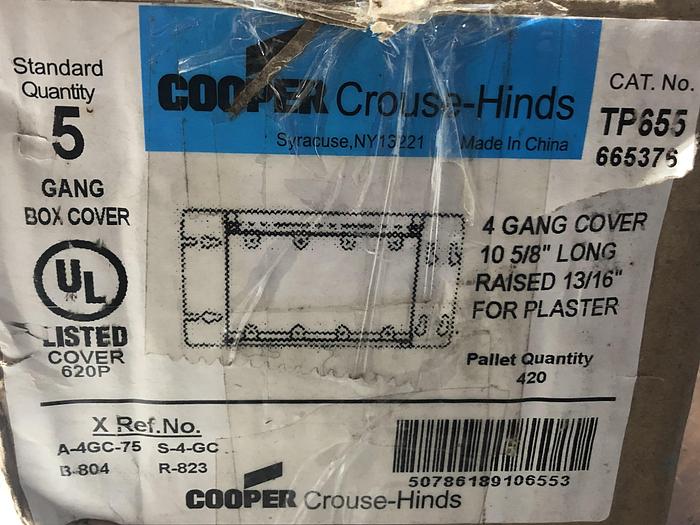 Standard
Quantity
5
GANG
BOX COVER
UL
LISTED
COVER
620P
COOPER Crouse-Hinds
Syracuse, NY 13221 Made In China
CAT. No.
TP655
665376
4 GANG COVER
10 5/8" LONG
RAISED 13/16"
FOR PLASTER
Pallet Quantity
420
X Ref.No.
A-4GC-75 S-4-GC
B-804 R-823
50786189106553
COOPER Crouse-Hinds